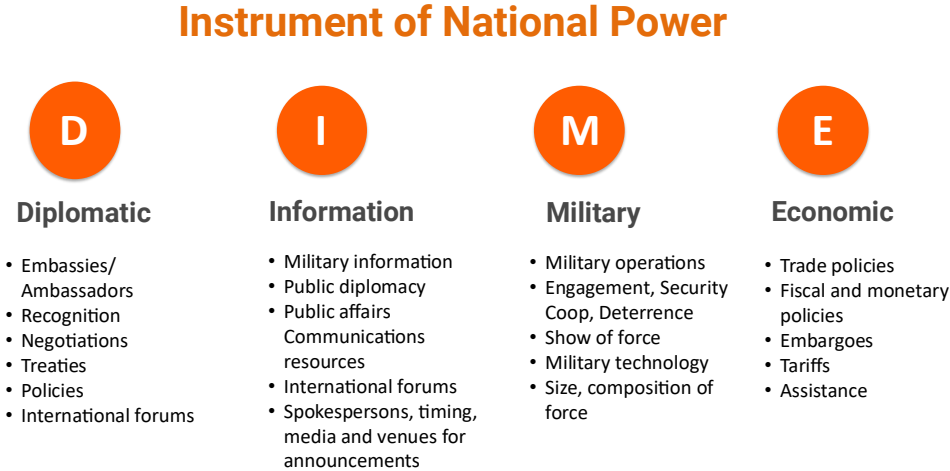 Instrument of National Power
D
Diplomatic
• Embassies/
Ambassadors
• Recognition
• Negotiations
• Treaties
• Policies
• International forums
I
Information
• Military information
• Public diplomacy
• Public affairs
Communications
resources
• International forums
• Spokespersons, timing,
media and venues for
announcements
M
Military
• Military operations
• Engagement, Security
Coop, Deterrence
• Show of force
• Military technology
• Size, composition of
force
E
Economic
• Trade policies
• Fiscal and monetary
policies
• Embargoes
• Tariffs
• Assistance